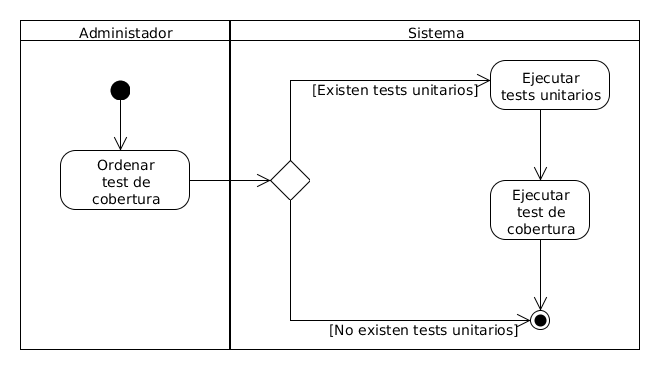 Administador
Sistema
[Existen tests unitarios]
Ejecutar
tests unitarios
Ordenar
test de
cobertura
Ejecutar
test de
cobertura
[No existen tests unitarios]